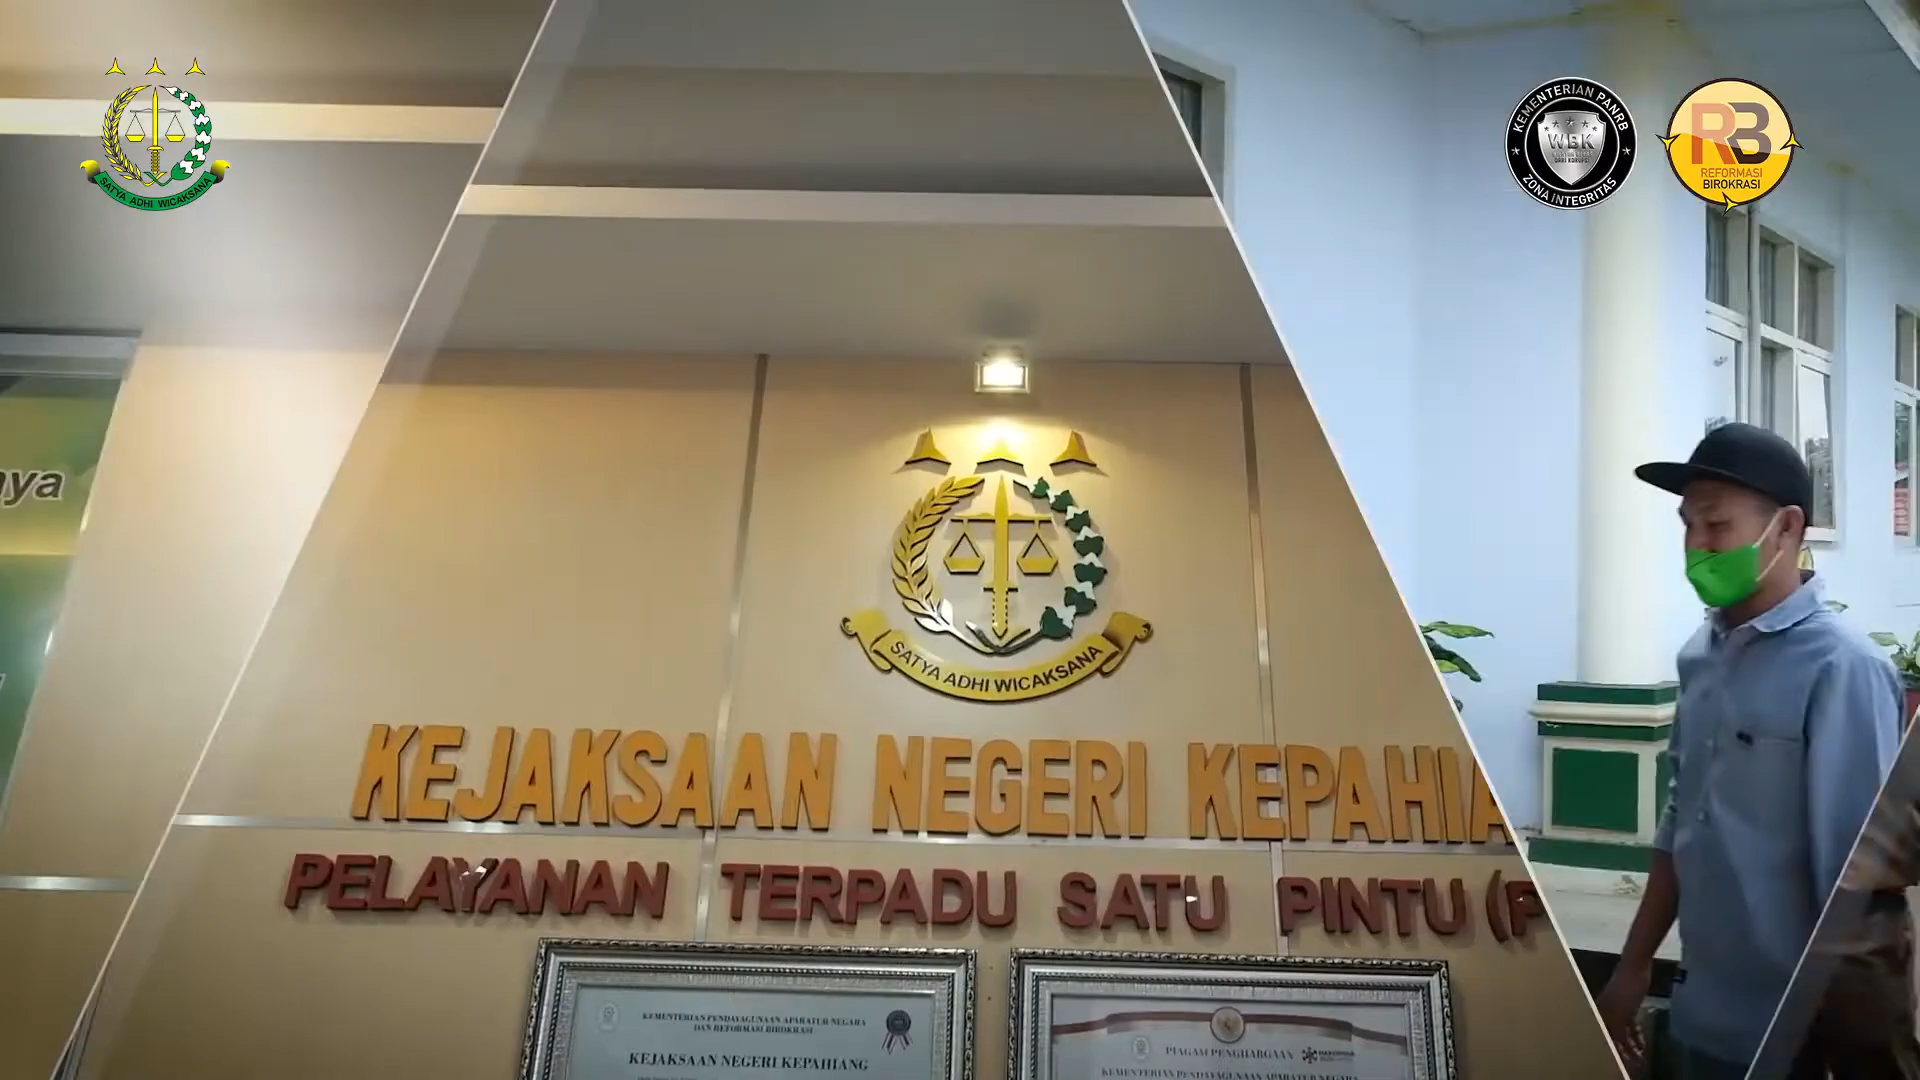 SATYA ADHI WICAKSANA
KEMENTERIAN PANRB
WBK
ZONA INTEGRITAS
RB
REFORMASI
BIROKRASI
aya
SATYA ADHI WICAKSANA
KEJAKSAAN NEGERI KEPAHIA
PELAYANAN TERPADU SATU PINTU (P
KEMENTERIAN PENDAYAGUNAAN APARATUR NEGARA
DAN REFORMASI BIROKRASI
KEJAKSAAN NEGERI KEPAHIANG
PIAGAM PENGHARGAAN
KEMENTERIAN PENDAYAGUNAAN APARATUR NEGARA